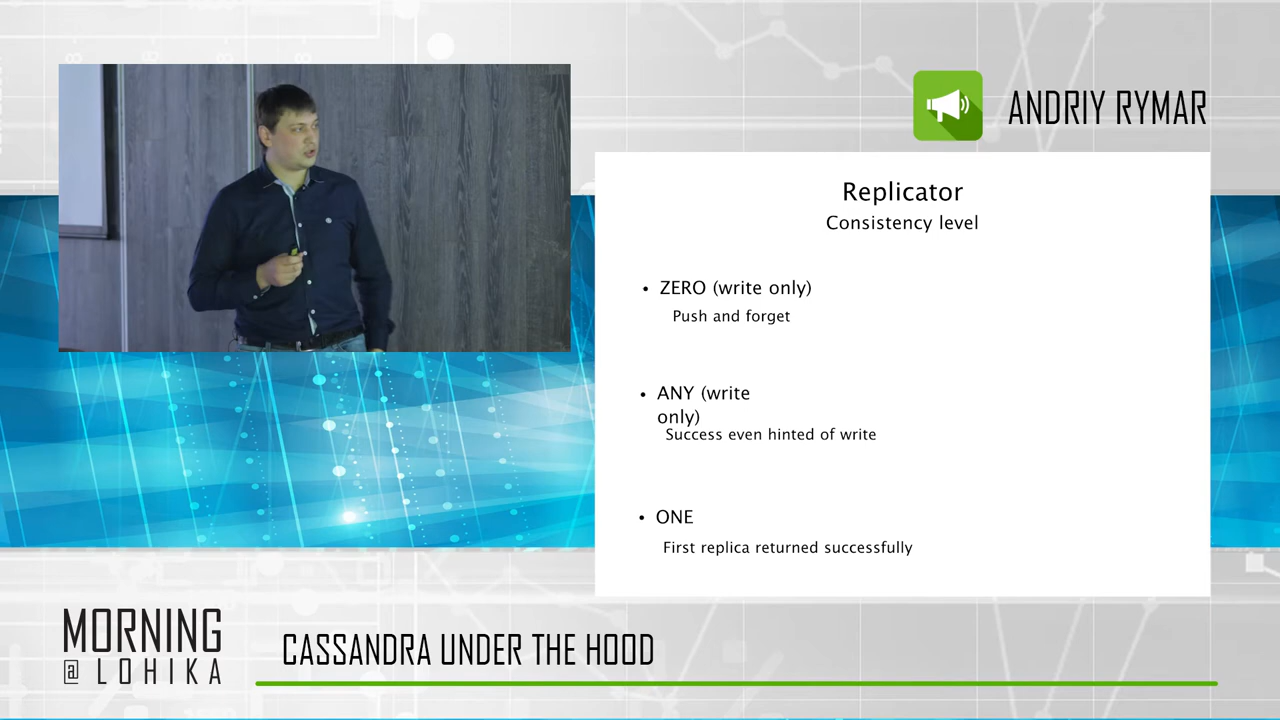 ANDRIY RYMAR
Replicator
Consistency level
• ZERO (write only)
Push and forget
• ANY (write
only)
Success even hinted of write
• ONE
First replica returned successfully
MORNING
@ LOHIKA
CASSANDRA UNDER THE HOOD